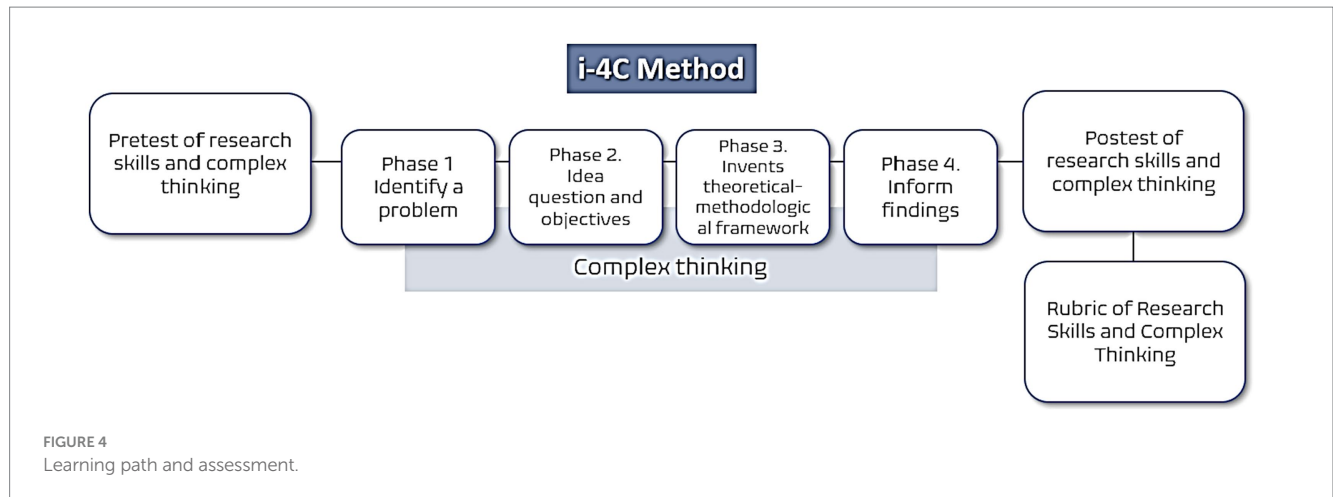 i-4C Method
Pretest of research
skills and complex
thinking
Phase 1
Identify a
problem
Phase 2.
Idea
question and
objectives
Phase 3.
Invents
theoretical-
methodologic
al framework
Phase 4.
Inform
findings
Postest of
research skills and
complex thinking
Complex thinking
Rubric of Research
Skills and Complex
Thinking
FIGURE 4
Learning path and assessment.